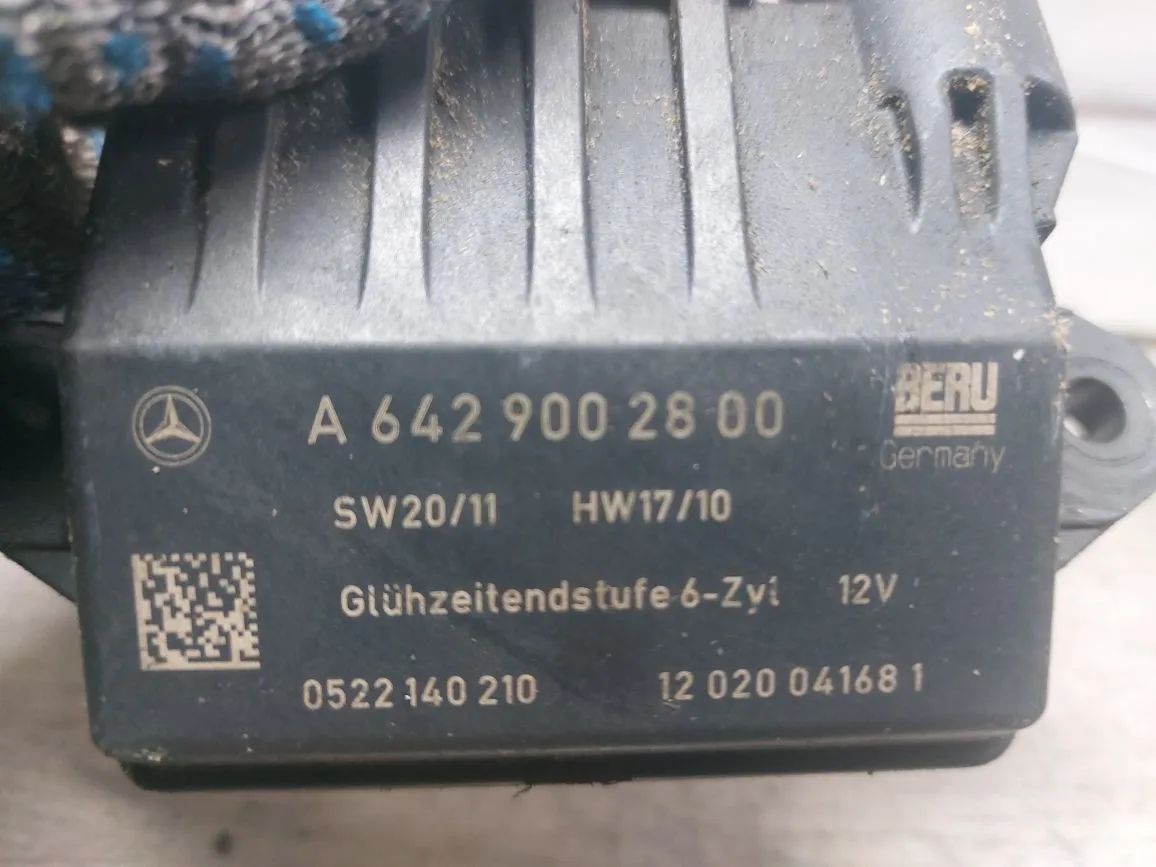 A 642 900 28 00
BERU
Germany
SW20/11 HW17/10
Glühzeitendstufe 6-Zyl 12V
0522 140 210 12 020 04168 1